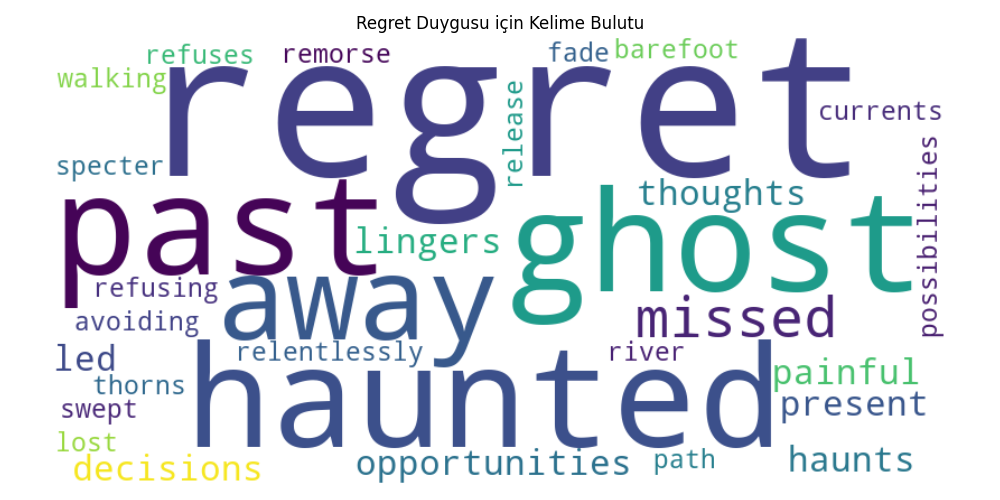 Regret Duygusu için Kelime Bulutu
refuses
remorse
fade
barefoot
walking
regret
release
currents
specter
possibilities
past
thoughts
ghost
lingers
refusing
away
missed
avoiding
relentlessly
river
led
haunted
painful
thorns
present
swept
lost
decisions
opportunities
path
haunts